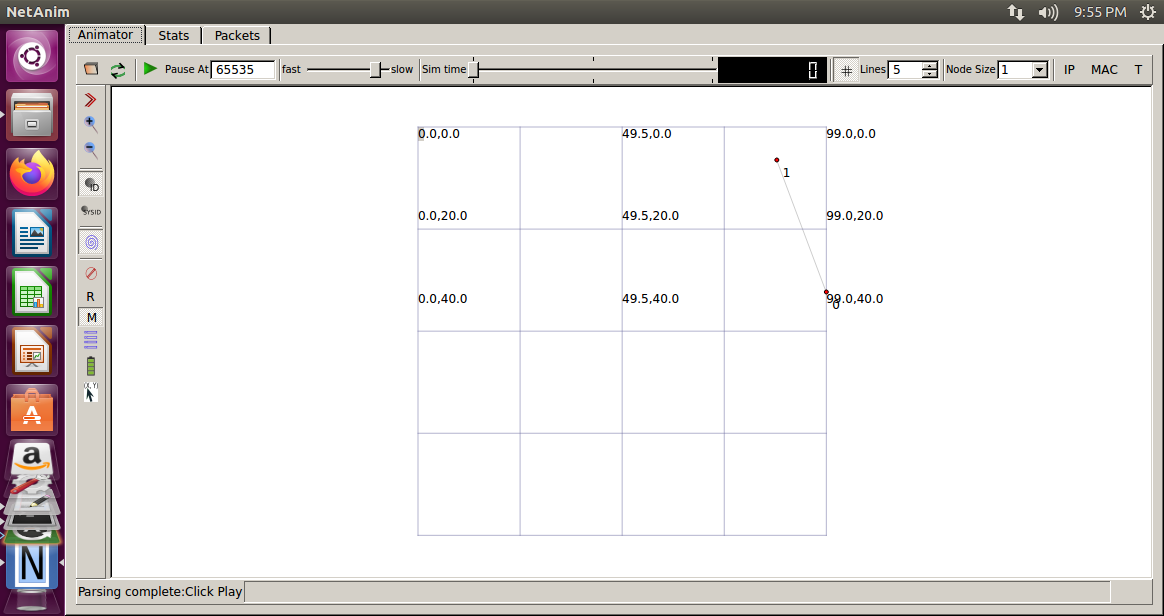 NetAnim
9:55 PM
Animator Stats Packets
Pause At 65535 fast slow Sim time 0 Lines 5 Node Size 1 IP MAC T
ID
SYSID
R
M
(X, Y)
0.0,0.0 49.5,0.0 99.0,0.0
1
0.0,20.0 49.5,20.0 99.0,20.0
0.0,40.0 49.5,40.0 99.0,40.0
0
a
N
Parsing complete:Click Play